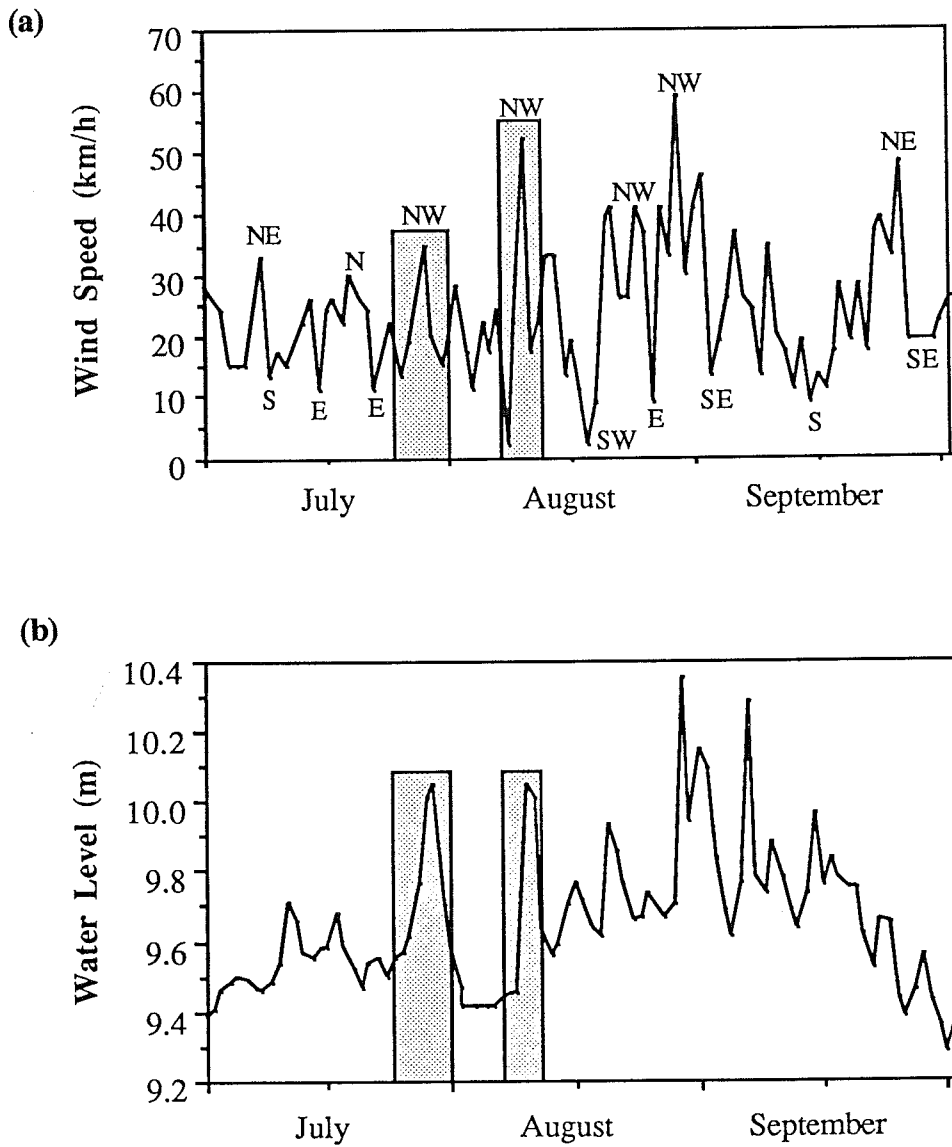 (a)
Wind Speed (km/h)
70
60
50
40
30
20
10
0
NE
S
E
N
E
NW
NW
SW
NW
E
NW
SE
S
NE
SE
July
August
September
(b)
Water Level (m)
10.4
10.2
10.0
9.8
9.6
9.4
9.2
July
August
September